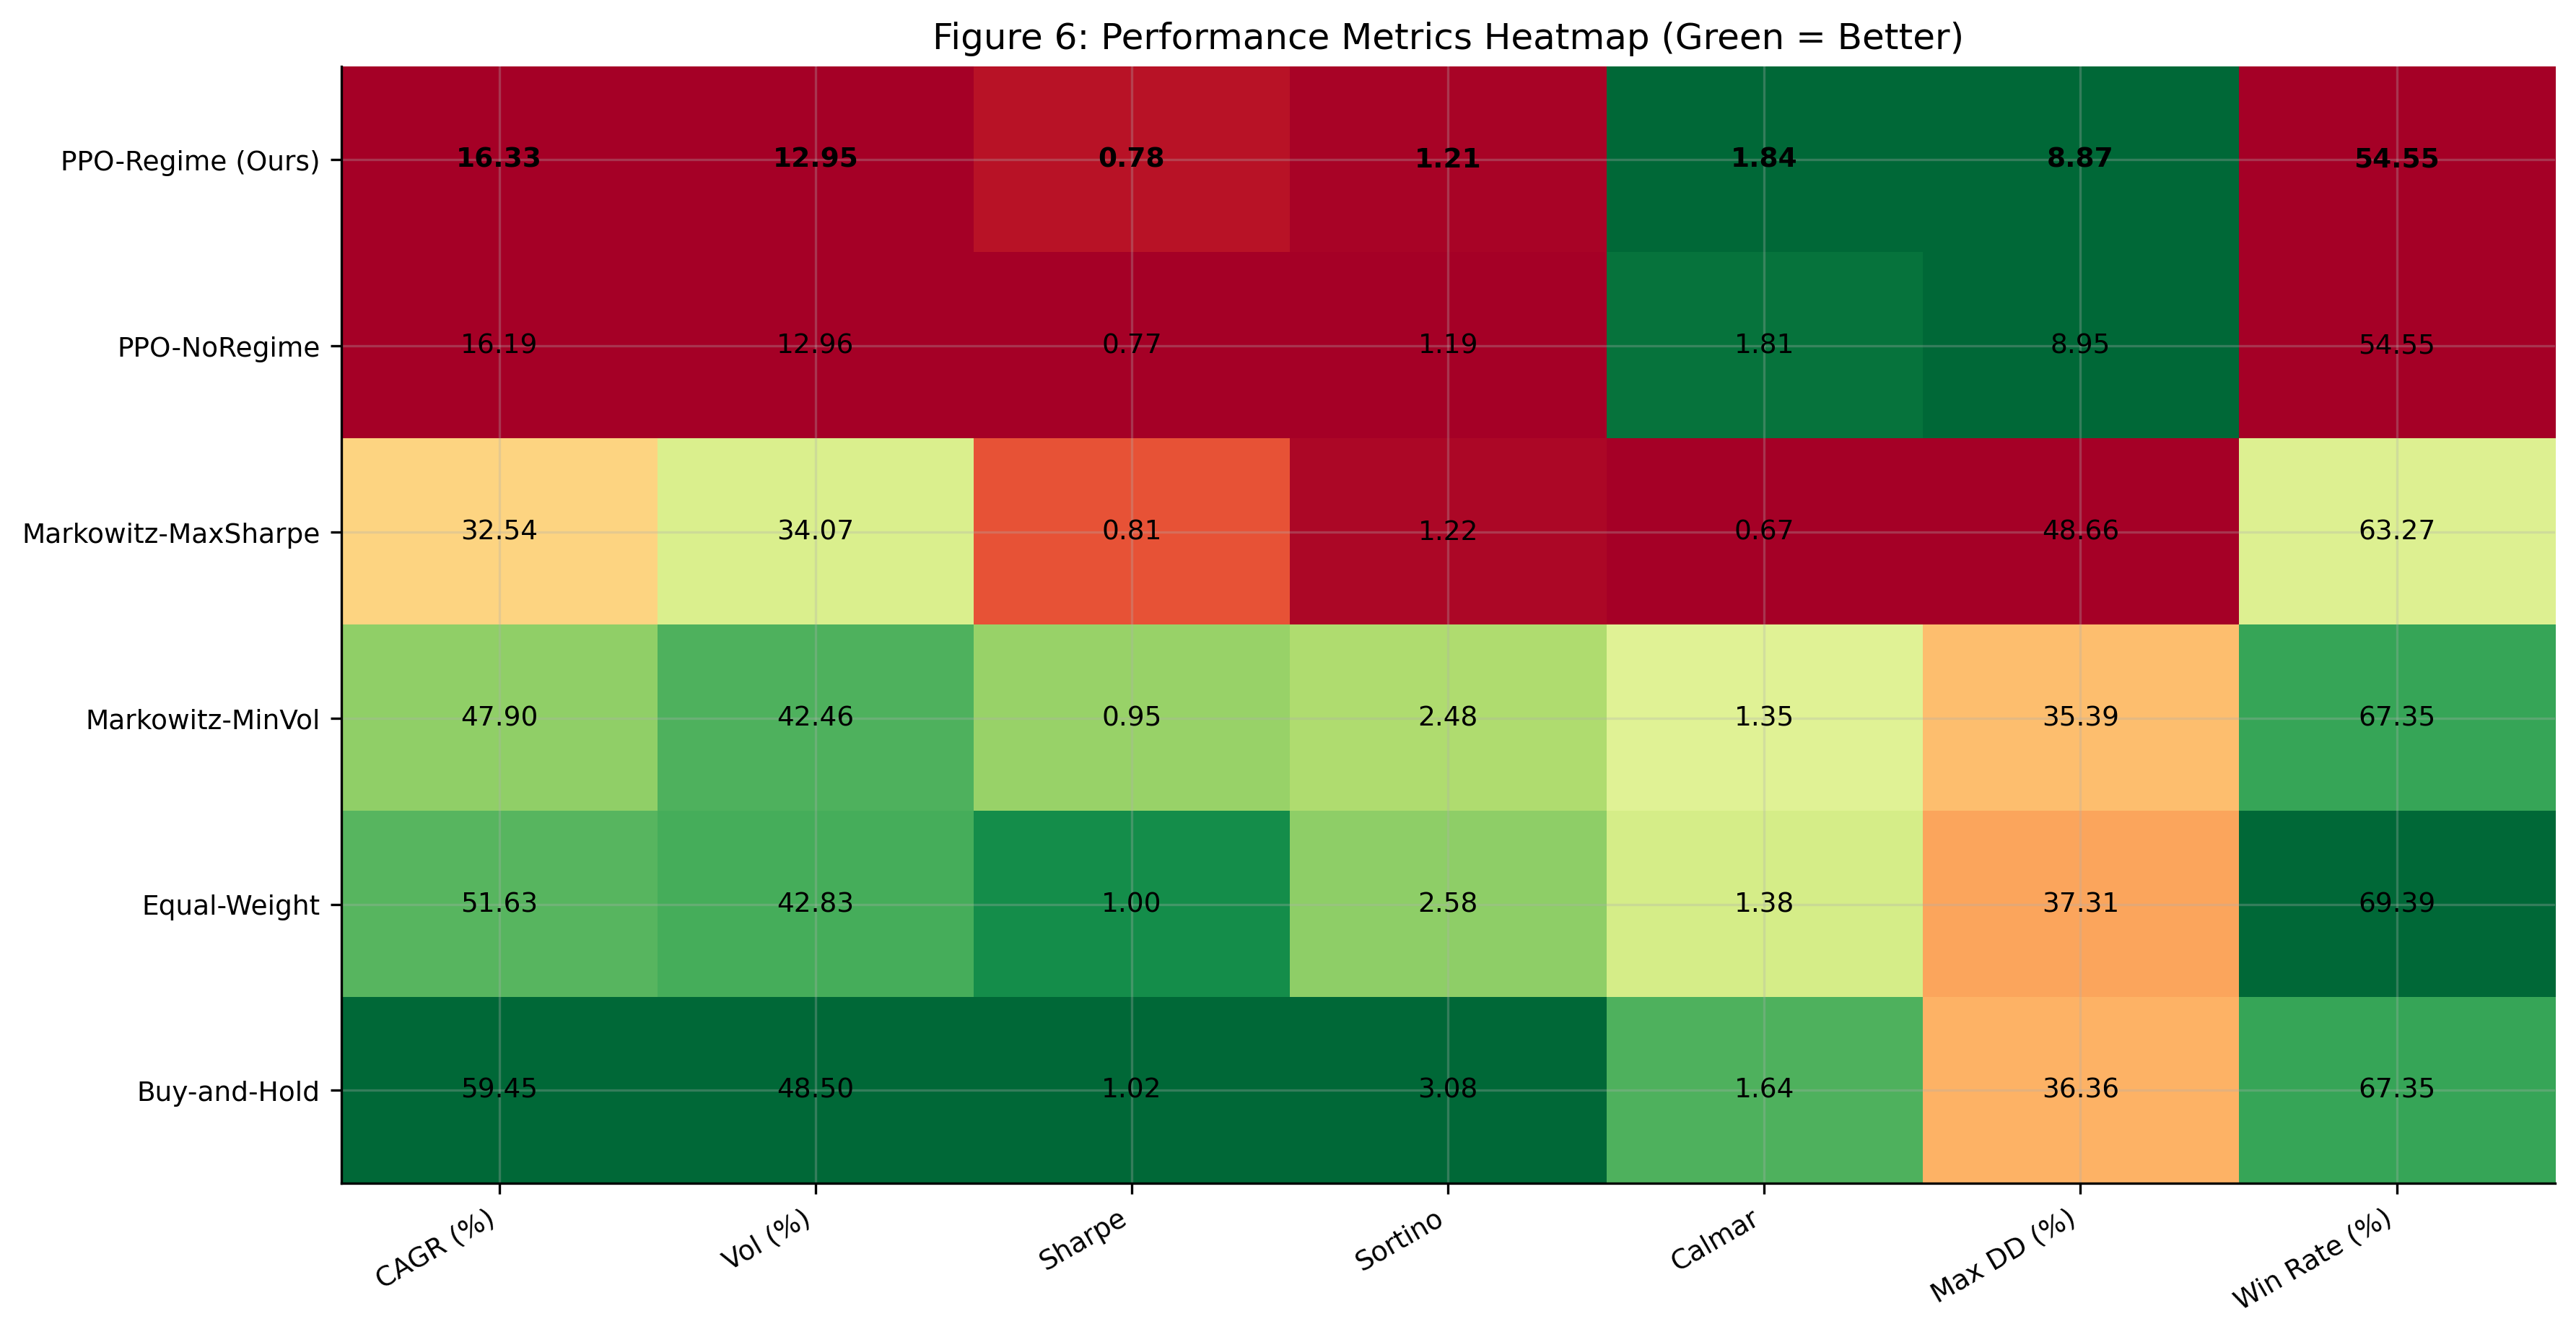 Figure 6: Performance Metrics Heatmap (Green = Better)
PPO-Regime (Ours) 16.33 12.95 0.78 1.21 1.84 8.87 54.55
PPO-NoRegime 16.19 12.96 0.77 1.19 1.81 8.95 54.55
Markowitz-MaxSharpe 32.54 34.07 0.81 1.22 0.67 48.66 63.27
Markowitz-MinVol 47.90 42.46 0.95 2.48 1.35 35.39 67.35
Equal-Weight 51.63 42.83 1.00 2.58 1.38 37.31 69.39
Buy-and-Hold 59.45 48.50 1.02 3.08 1.64 36.36 67.35
CAGR (%) Vol (%) Sharpe Sortino Calmar Max DD (%) Win Rate (%)